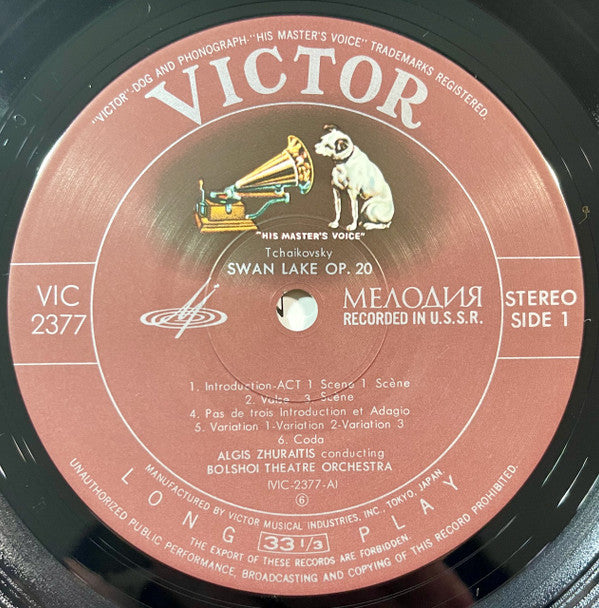 "VICTOR"-DOG AND PHONOGRAPH-"HIS MASTER'S VOICE" TRADEMARKS REGISTERED.
VICTOR
"HIS MASTER'S VOICE"
Tchaikovsky
SWAN LAKE OP. 20
VIC
2377
МЕЛОДИЯ
RECORDED IN U.S.S.R.
STEREO
SIDE 1
1. Introduction-ACT 1 Scene 1 Scène
2. Valse 3. Scène
4. Pas de trois Introduction et Adagio
5. Variation 1-Variation 2-Variation 3
6. Coda
ALGIS ZHURAITIS conducting
BOLSHOI THEATRE ORCHESTRA
(VIC-2377-A)
6
LONG 33 1/3 PLAY
MANUFACTURED BY VICTOR MUSICAL INDUSTRIES, INC., TOKYO, JAPAN.
THE EXPORT OF THESE RECORDS ARE FORBIDDEN.
UNAUTHORIZED PUBLIC PERFORMANCE, BROADCASTING AND COPYING OF THIS RECORD PROHIBITED.